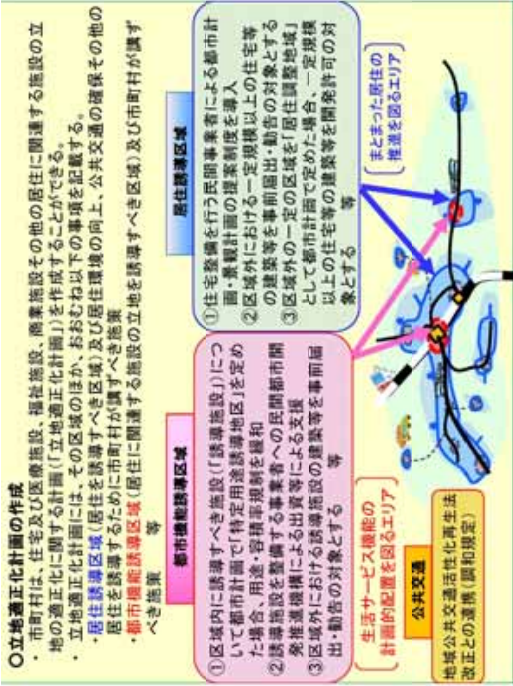 〇立地適正化計画の作成
・ 市町村は、住宅及び医療施設、福祉施設、商業施設その他の居住に関連する施設の立
地の適正化に関する計画(「立地適正化計画」)を作成することができる。
・ 立地適正化計画には、その区域のほか、おおむね以下の事項を記載する。
・居住誘導区域(居住を誘導すべき区域)及び居住環境の向上、公共交通の確保その他の
居住を誘導するために市町村が講ずべき施策
・都市機能誘導区域(居住に関連する施設の立地を誘導すべき区域)及び市町村が講ず
べき施策 等
都市機能誘導区域
①区域内に誘導すべき施設(「誘導施設」)につ
いて都市計画で「特定用途誘導地区」を定め
た場合、用途・容積率規制を緩和
②誘導施設を整備する事業者への民間都市開
発推進機構による出資等による支援
③区域外における誘導施設の建築等を事前届
出・勧告の対象とする 等
居住誘導区域
①住宅整備を行う民間事業者による都市計
画・景観計画の提案制度を導入
②区域外における一定規模以上の住宅等
の建築等を事前届出・勧告の対象とする
③区域外の一定の区域を「居住調整地域」
として都市計画で定めた場合、一定規模
以上の住宅等の建築等を開発許可の対
象とする 等
生活サービス機能の
計画的配置を図るエリア
まとまった居住の
推進を図るエリア
公共交通
地域公共交通活性化再生法
改正との連携(調和規定)